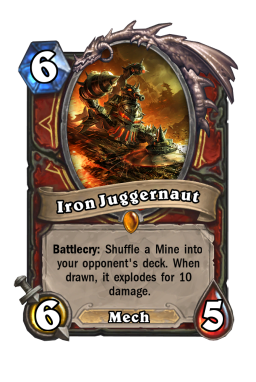 6
Iron Juggernaut
Battlecry: Shuffle a Mine into
your opponent's deck. When
drawn, it explodes for 10
damage.
6
Mech
5